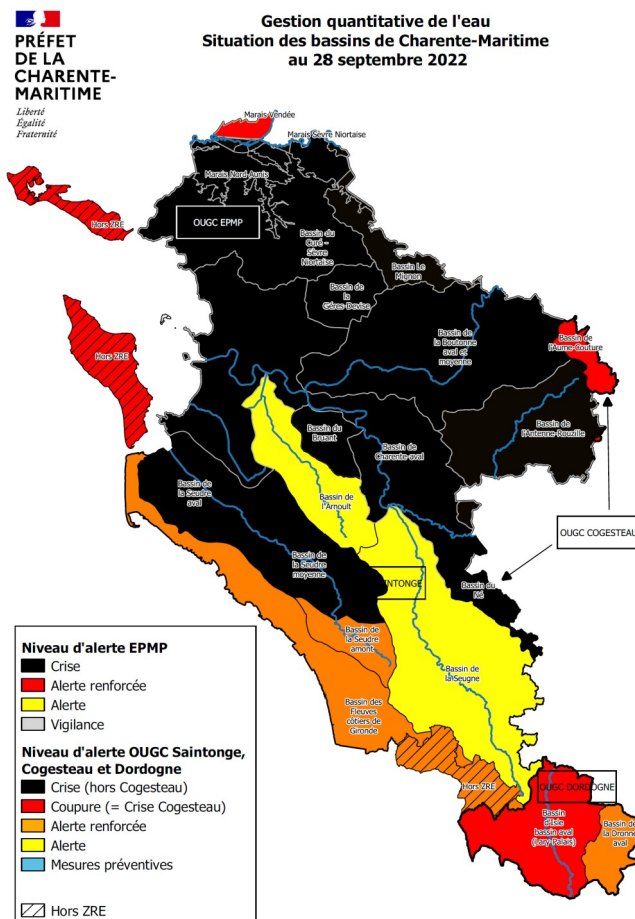 PRÉFET
DE LA
CHARENTE-
MARITIME
Liberté
Égalité
Fraternité
Gestion quantitative de l'eau
Situation des bassins de Charente-Maritime
au 28 septembre 2022
Marais Vendée
Marais Sèvre Niortaise
Marais Nord Aunis
Hors ZRE
OUGC EPMP
Bassin du
Curé -
Sèvre
Niortaise
Bassin Le
Mignon
Bassin de
la
Gères-Devise
Hors ZRE
Bassin de
la Boutonne
aval et
moyenne
Bassin de
l'Aume-Couture
Bassin du
Bruant
Bassin de
Charente-aval
Bassin de
l'Antenne-Rouzille
Bassin de
la Seudre
aval
Bassin de
l'Arnoult
OUGC COGESTEAU
Bassin de
la Seudre
moyenne
INTONGE
Bassin du
Né
Bassin de
la Seudre
amont
Bassin de
la Seugne
Bassin des
Fleuves
côtiers de
Gironde
Hors ZRE
OUGC DORDOGNE
Bassin
d'Isle
bassin aval
(Lary-Palais)
Bassin de
la Dronne
aval
Niveau d'alerte EPMP
Crise
Alerte renforcée
Alerte
Vigilance
Niveau d'alerte OUGC Saintonge,
Cogesteau et Dordogne
Crise (hors Cogesteau)
Coupure (= Crise Cogesteau)
Alerte renforcée
Alerte
Mesures préventives
Hors ZRE